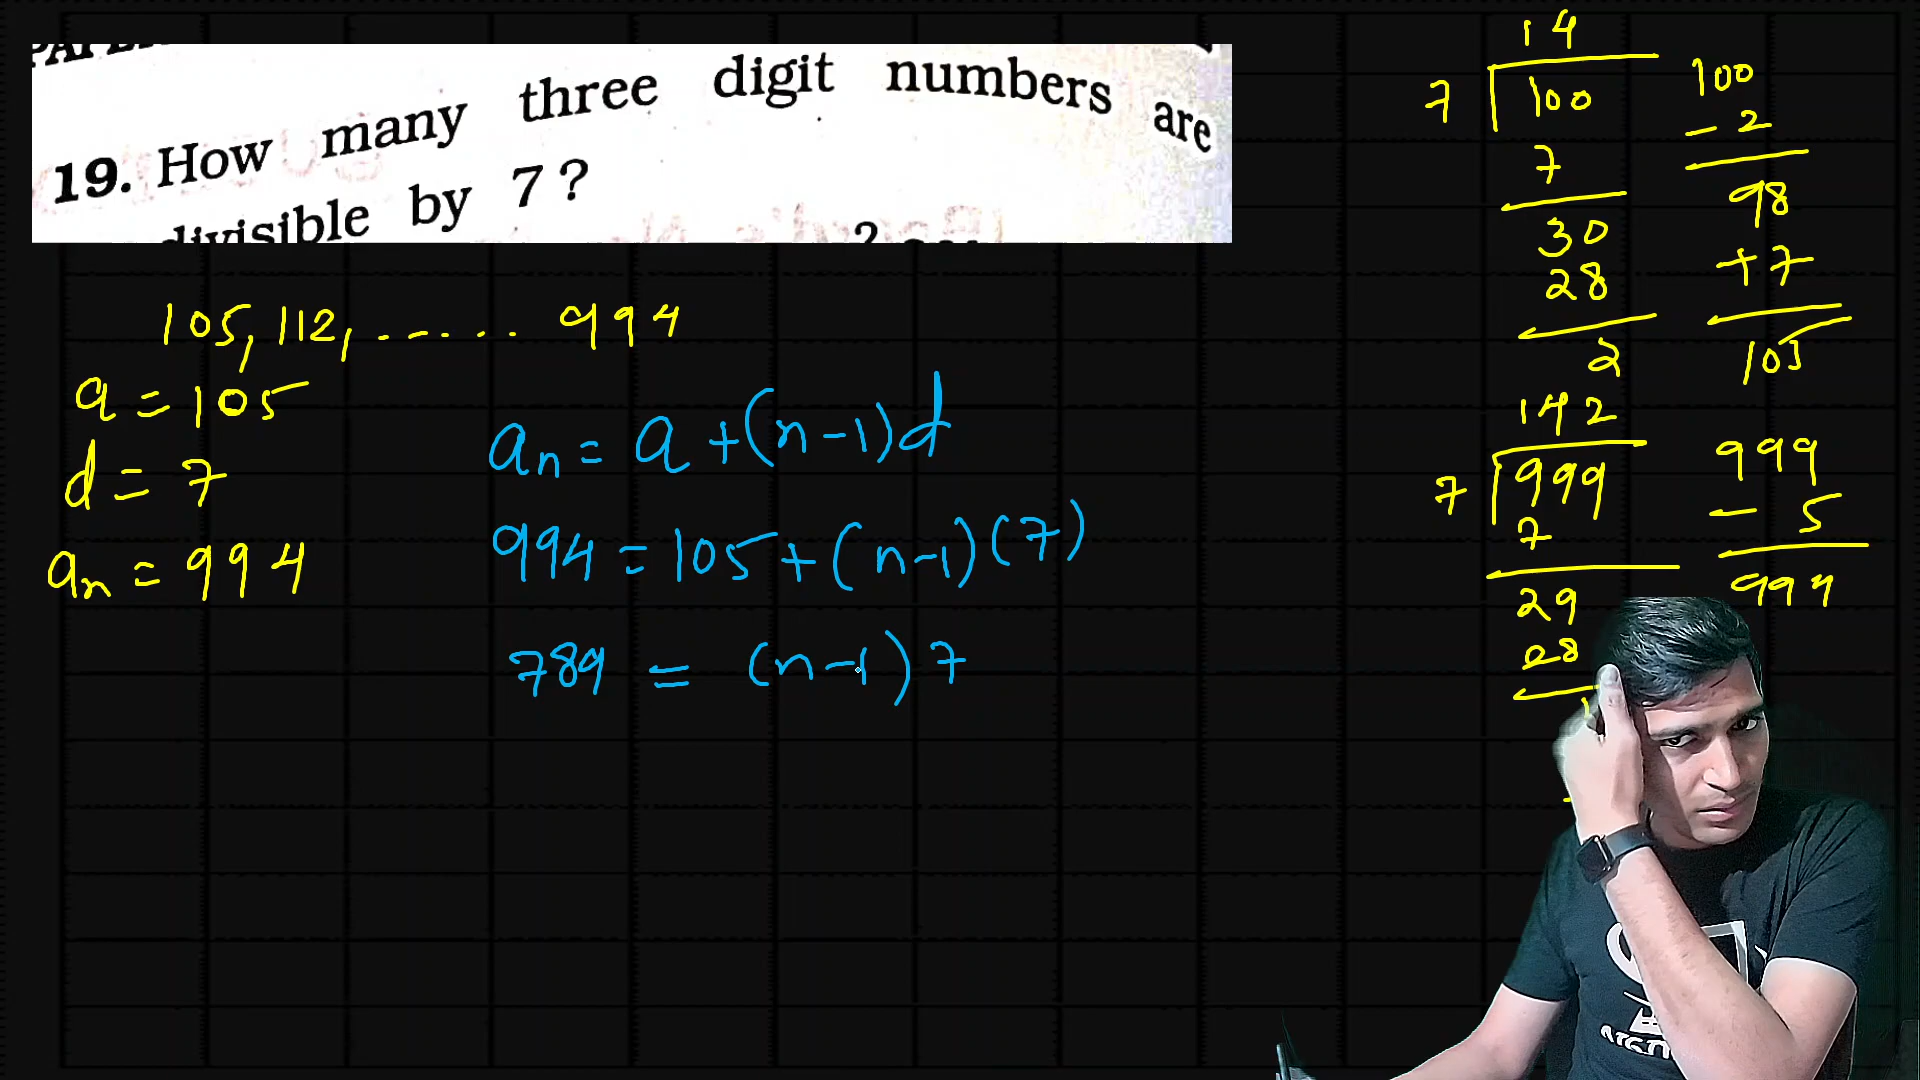 19. How many three digit numbers are
divisible by 7 ?
105, 112, ...... 994
a = 105
d = 7
an = 994
an = a + (n-1)d
994 = 105 + (n-1)(7)
789 = (n-1)7
14
7 100
7
30
28
2
100
- 2
98
+7
105
142
7 999
7
29
28
999
- 5
994